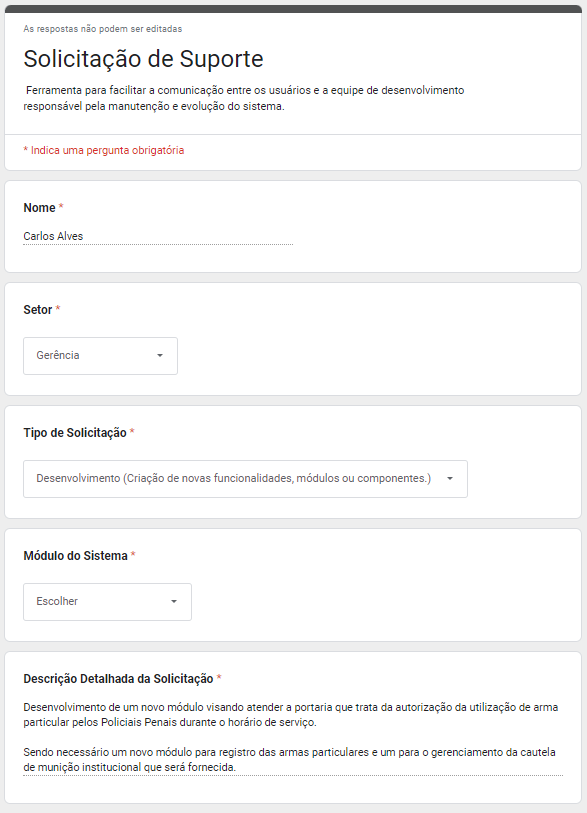 As respostas não podem ser editadas
Solicitação de Suporte
Ferramenta para facilitar a comunicação entre os usuários e a equipe de desenvolvimento
responsável pela manutenção e evolução do sistema.
* Indica uma pergunta obrigatória
Nome *
Carlos Alves
Setor *
Gerência
Tipo de Solicitação *
Desenvolvimento (Criação de novas funcionalidades, módulos ou componentes.)
Módulo do Sistema *
Escolher
Descrição Detalhada da Solicitação *
Desenvolvimento de um novo módulo visando atender a portaria que trata da autorização da utilização de arma
particular pelos Policiais Penais durante o horário de serviço.
Sendo necessário um novo módulo para registro das armas particulares e um para o gerenciamento da cautela
de munição institucional que será fornecida.